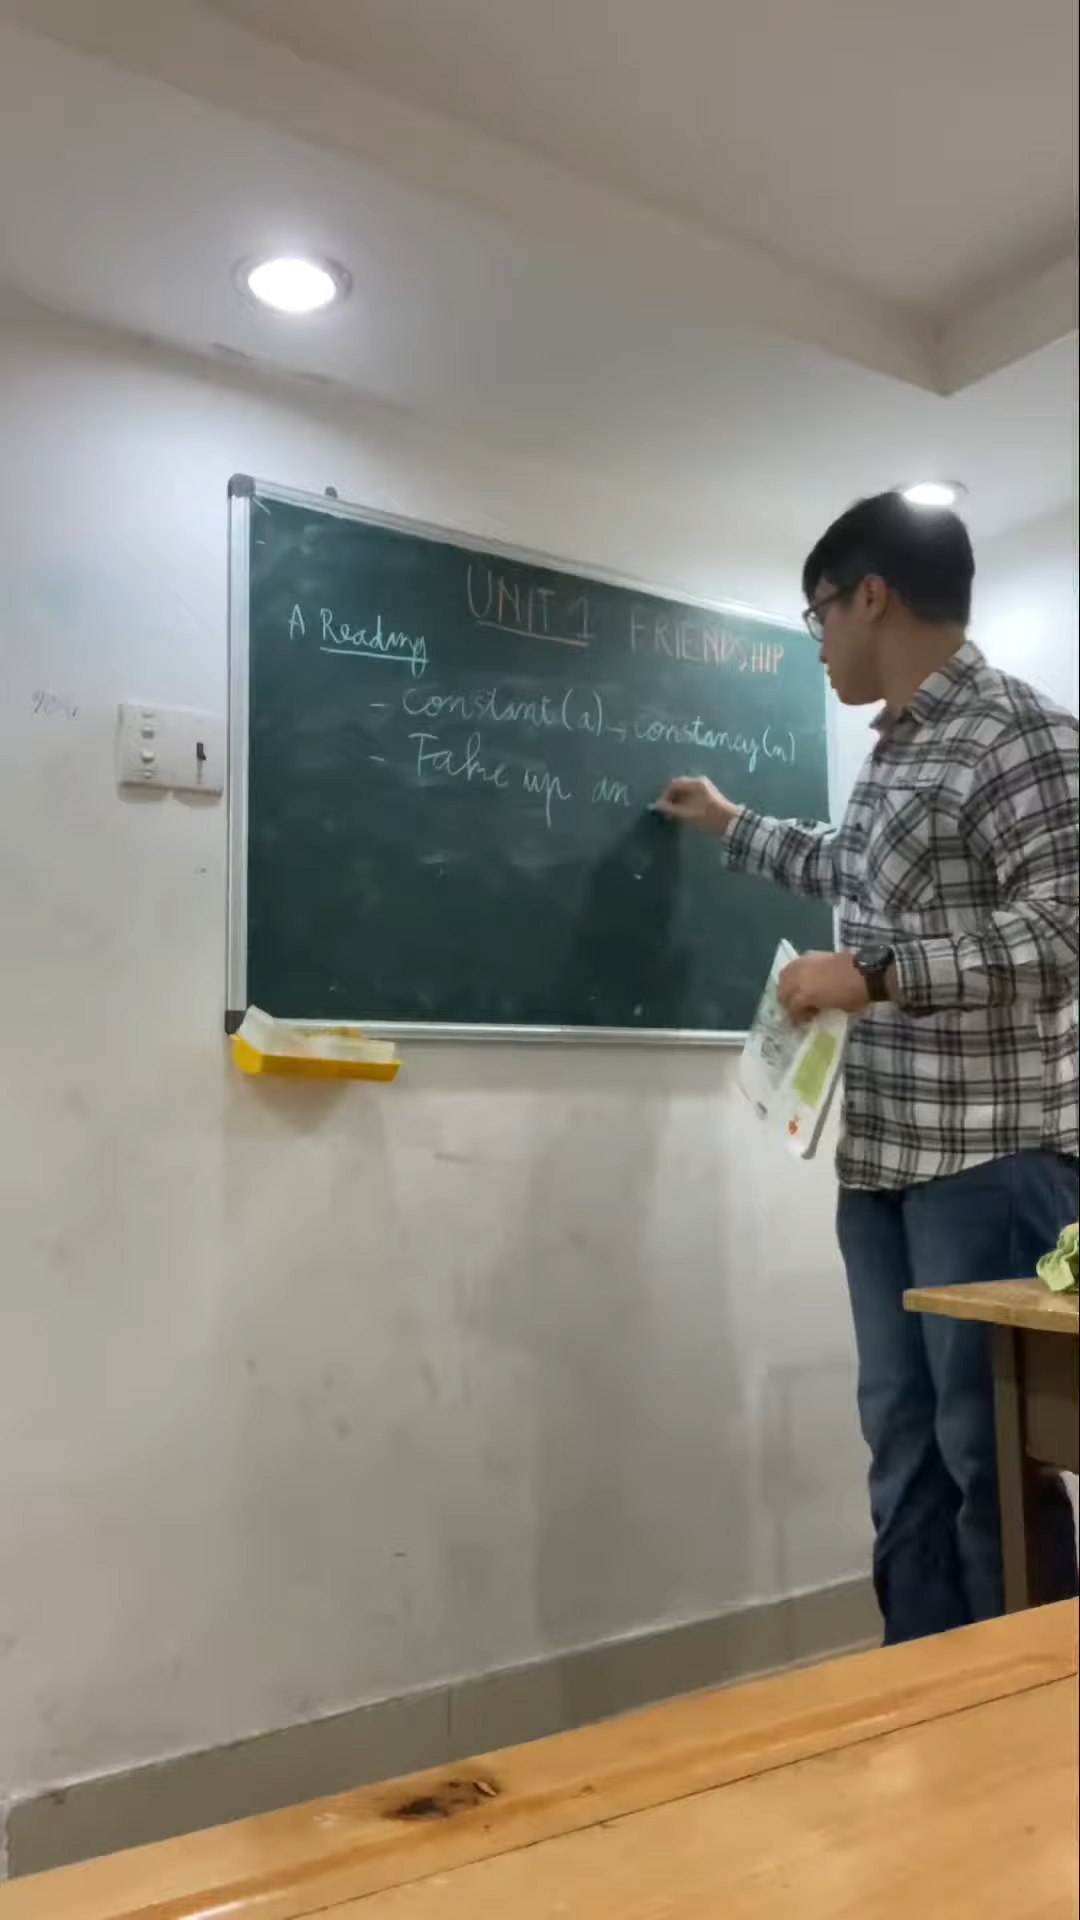 UNIT 1 FRIENDSHIP
A Reading
- constant (a) → constancy (n)
- Take up an